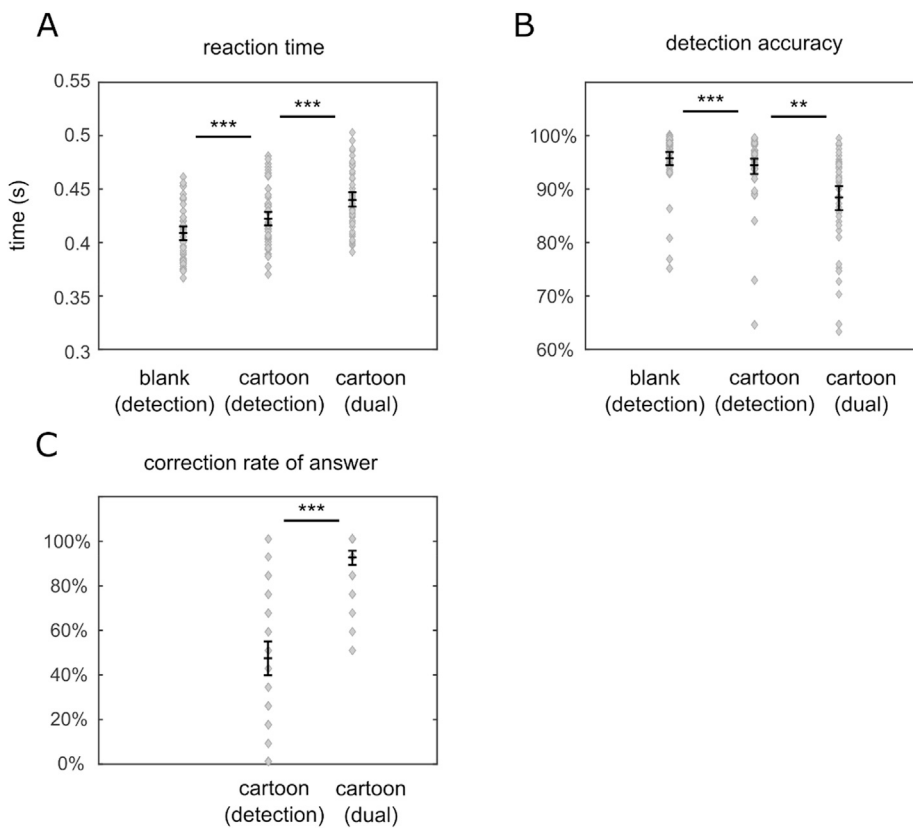 A
reaction time
0.55
0.5
0.45
0.4
0.35
0.3
time (s)
***
***
blank
(detection)
cartoon
(detection)
cartoon
(dual)
B
detection accuracy
100%
90%
80%
70%
60%
***
**
blank
(detection)
cartoon
(detection)
cartoon
(dual)
C
correction rate of answer
100%
80%
60%
40%
20%
0%
***
cartoon
(detection)
cartoon
(dual)